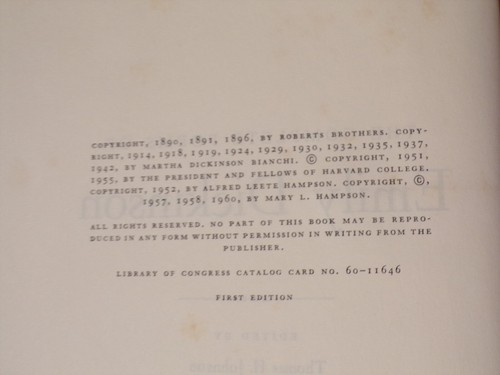 COPYRIGHT, 1890, 1891, 1896, BY ROBERTS BROTHERS. COPY-
RIGHT, 1914, 1918, 1919, 1924, 1929, 1930, 1932, 1935, 1937,
1942, BY MARTHA DICKINSON BIANCHI. © COPYRIGHT, 1951,
1955, BY THE PRESIDENT AND FELLOWS OF HARVARD COLLEGE.
COPYRIGHT, 1952, BY ALFRED LEETE HAMPSON. COPYRIGHT, ©,
1957, 1958, 1960, BY MARY L. HAMPSON.
ALL RIGHTS RESERVED. NO PART OF THIS BOOK MAY BE REPRO-
DUCED IN ANY FORM WITHOUT PERMISSION IN WRITING FROM THE
PUBLISHER.
LIBRARY OF CONGRESS CATALOG CARD NO. 60-11646
FIRST EDITION